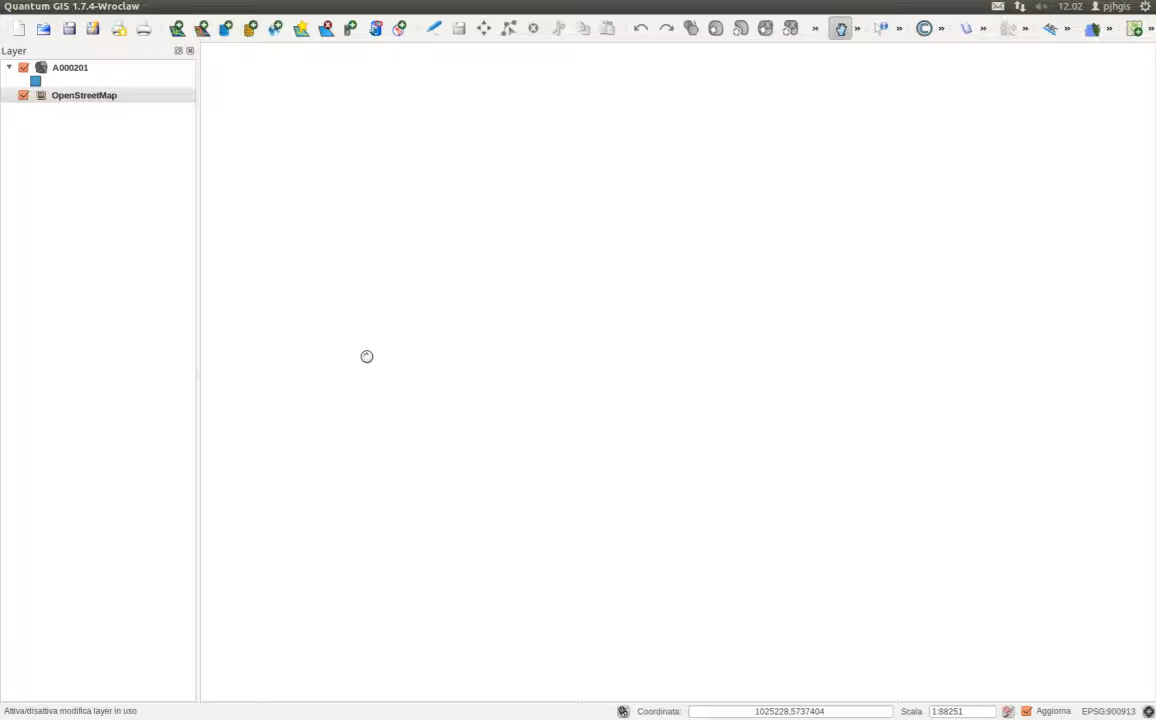 Quantum GIS 1.7.4-Wroclaw
12.02 pjhgis
Layer
A000201
OpenStreetMap
Attiva/disattiva modifica layer in uso
Coordinata: 1025228,5737404 Scala 1:88251 Aggiorna EPSG:900913